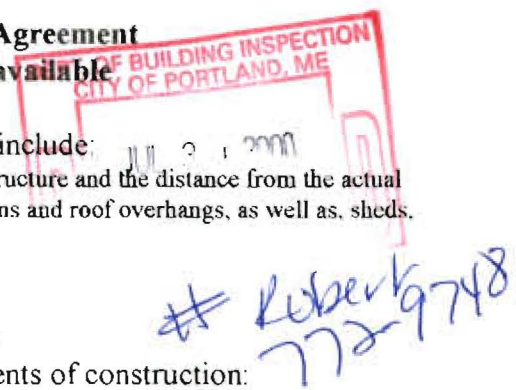 Agreement
available
OF BUILDING INSPECTION
CITY OF PORTLAND, ME
include:
ructure and the distance from the actual
ns and roof overhangs, as well as, sheds,
# Robert
772-9748
ents of construction: